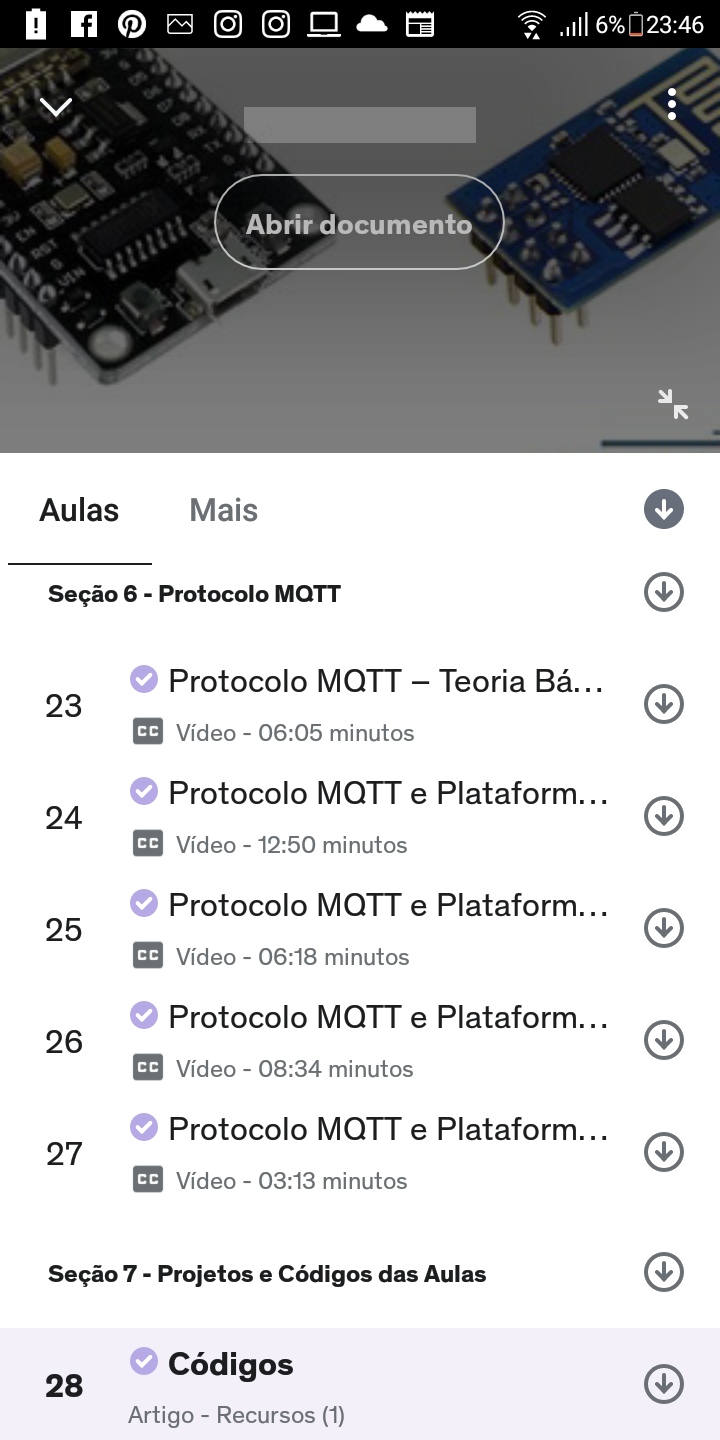 6% 23:46
Abrir documento
Aulas Mais
Seção 6 - Protocolo MQTT
23 Protocolo MQTT – Teoria Bá...
CC Vídeo - 06:05 minutos
24 Protocolo MQTT e Plataform...
CC Vídeo - 12:50 minutos
25 Protocolo MQTT e Plataform...
CC Vídeo - 06:18 minutos
26 Protocolo MQTT e Plataform...
CC Vídeo - 08:34 minutos
27 Protocolo MQTT e Plataform...
CC Vídeo - 03:13 minutos
Seção 7 - Projetos e Códigos das Aulas
28 Códigos
Artigo - Recursos (1)